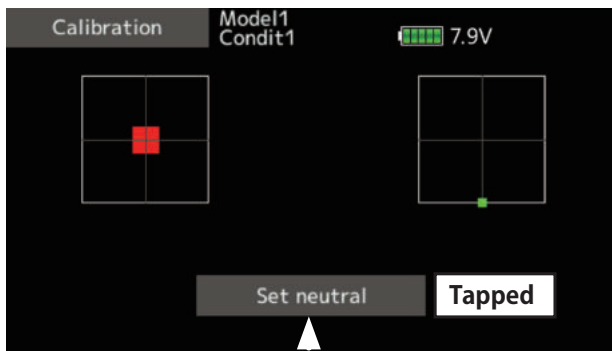 Calibration
Model1
Condit1
7.9V
Set neutral
Tapped